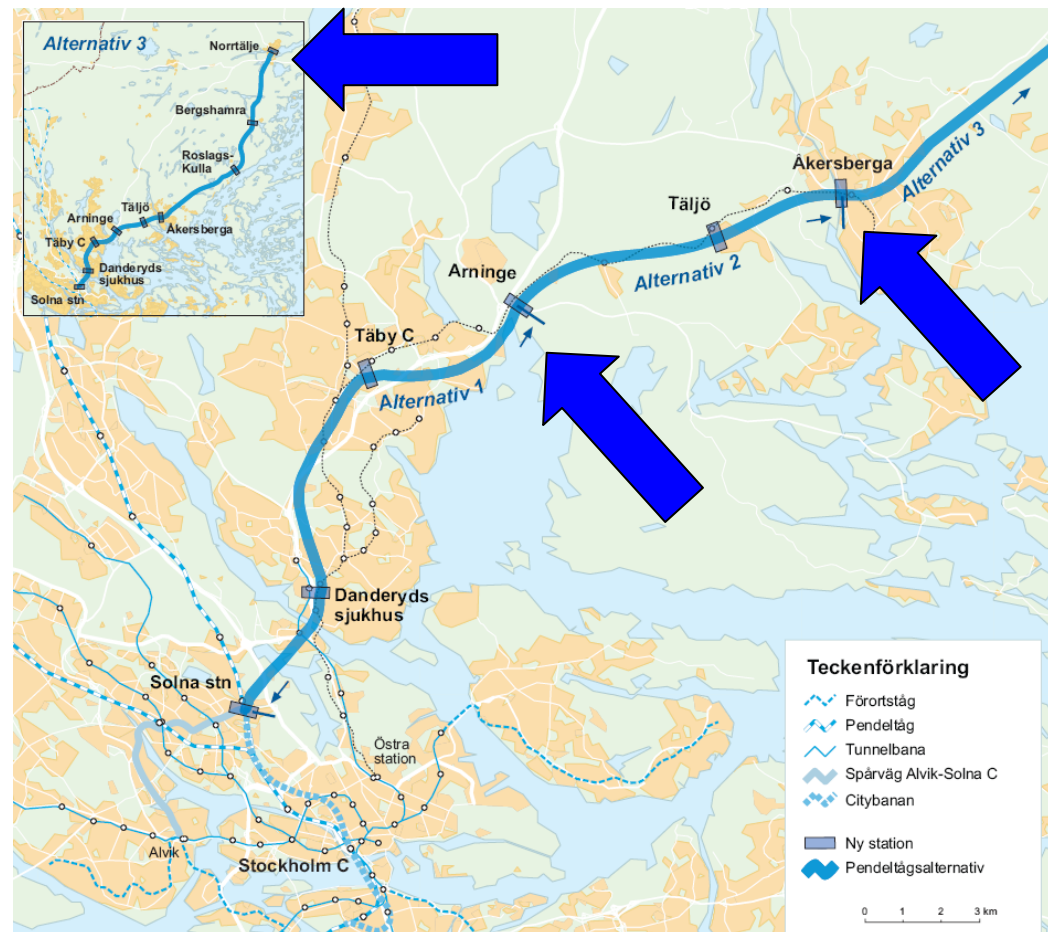 Alternativ 3
Norrtälje
Bergshamra
Roslags-
Kulla
Täljö
Arninge
Åkersberga
Täby C
Danderyds
sjukhus
Solna stn
Åkersberga
Alternativ 3
Täljö
Alternativ 2
Arninge
Täby C
Alternativ 1
Danderyds
sjukhus
Solna stn
Östra
station
Alvik
Stockholm C
Teckenförklaring
Förortståg
Pendeltåg
Tunnelbana
Spårväg Alvik-Solna C
Citybanan
Ny station
Pendeltågsalternativ
0 1 2 3 km